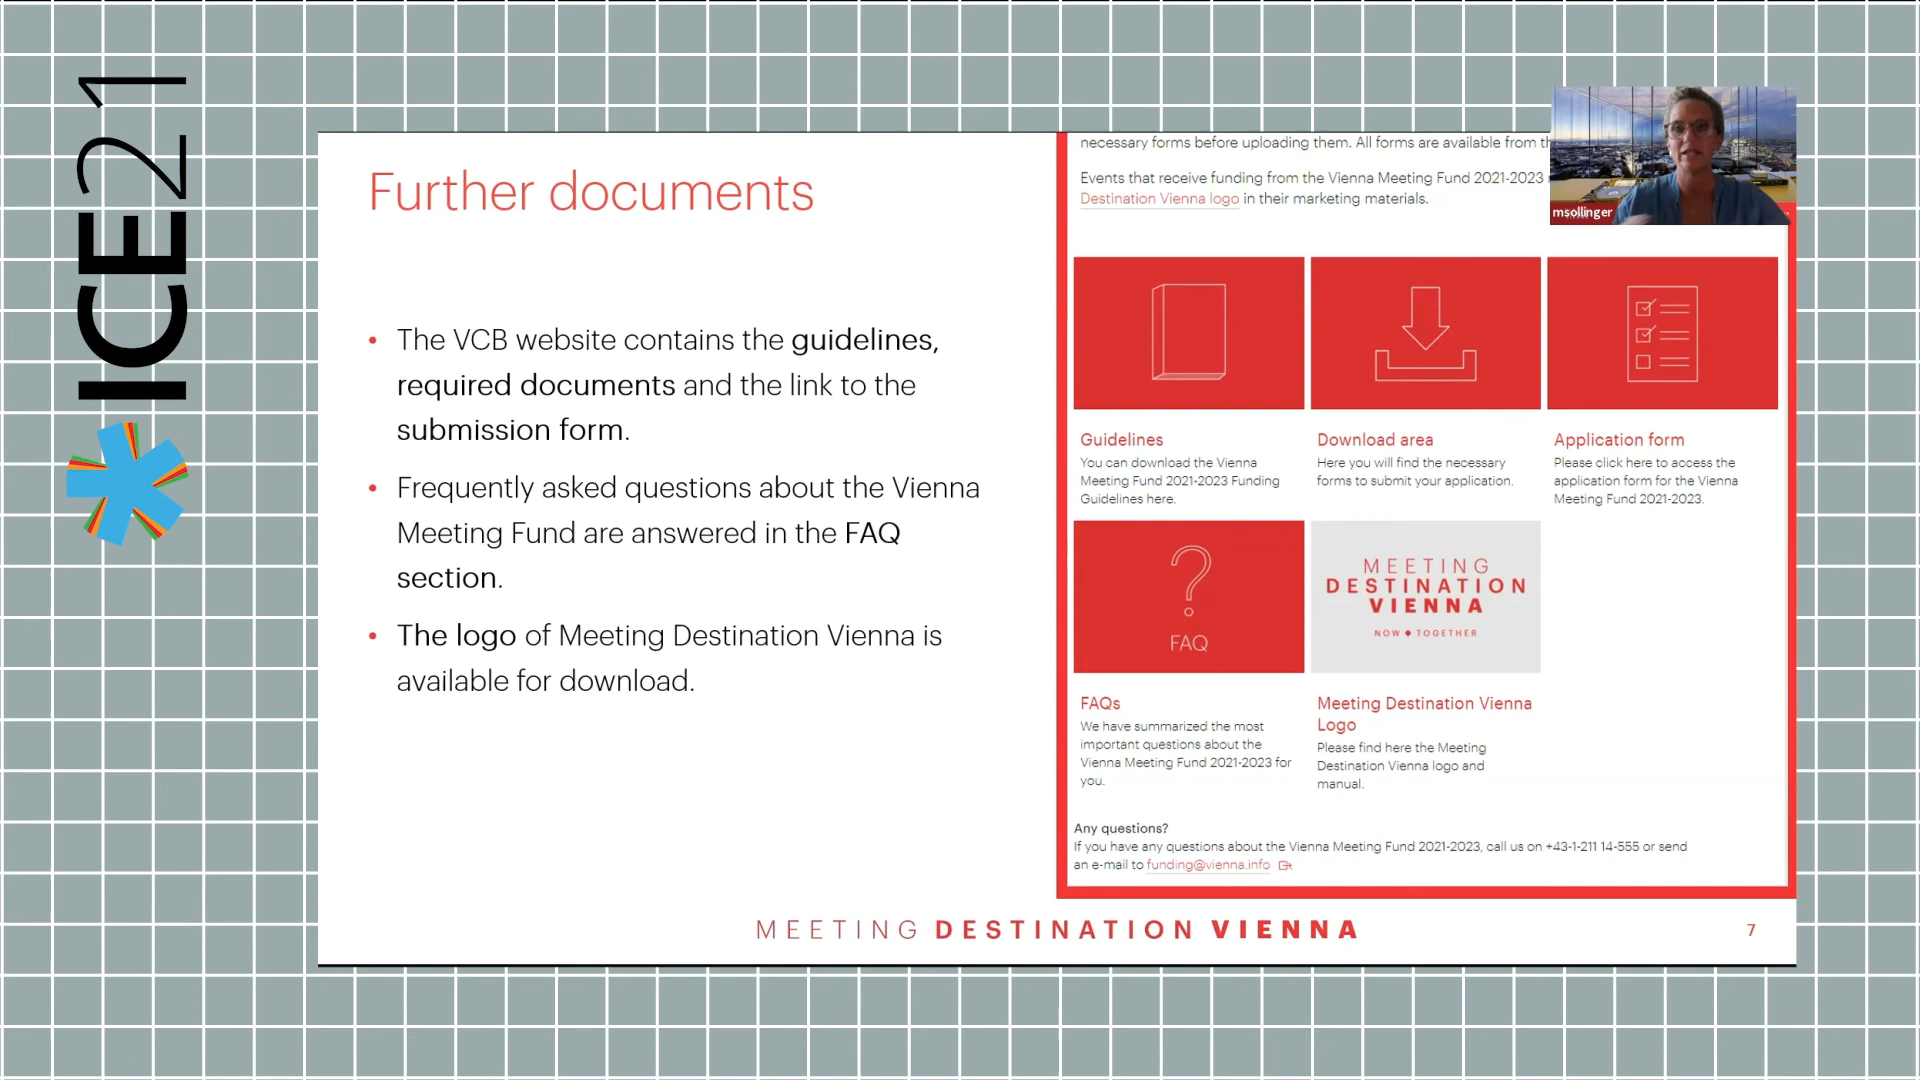 *ICE21
Further documents
• The VCB website contains the guidelines,
required documents and the link to the
submission form.
• Frequently asked questions about the Vienna
Meeting Fund are answered in the FAQ
section.
• The logo of Meeting Destination Vienna is
available for download.
necessary forms before uploading them. All forms are available from
Events that receive funding from the Vienna Meeting Fund 2021-2023
Destination Vienna logo in their marketing materials.
msollinger
Guidelines
You can download the Vienna
Meeting Fund 2021-2023 Funding
Guidelines here.
Download area
Here you will find the necessary
forms to submit your application.
Application form
Please click here to access the
application form for the Vienna
Meeting Fund 2021-2023.
?
FAQ
MEETING
DESTINATION
VIENNA
NOW ◆ TOGETHER
FAQs
We have summarized the most
important questions about the
Vienna Meeting Fund 2021-2023 for
you.
Meeting Destination Vienna
Logo
Please find here the Meeting
Destination Vienna logo and
manual.
Any questions?
If you have any questions about the Vienna Meeting Fund 2021-2023, call us on +43-1-211 14-555 or send
an e-mail to funding@vienna.info
MEETING DESTINATION VIENNA
7